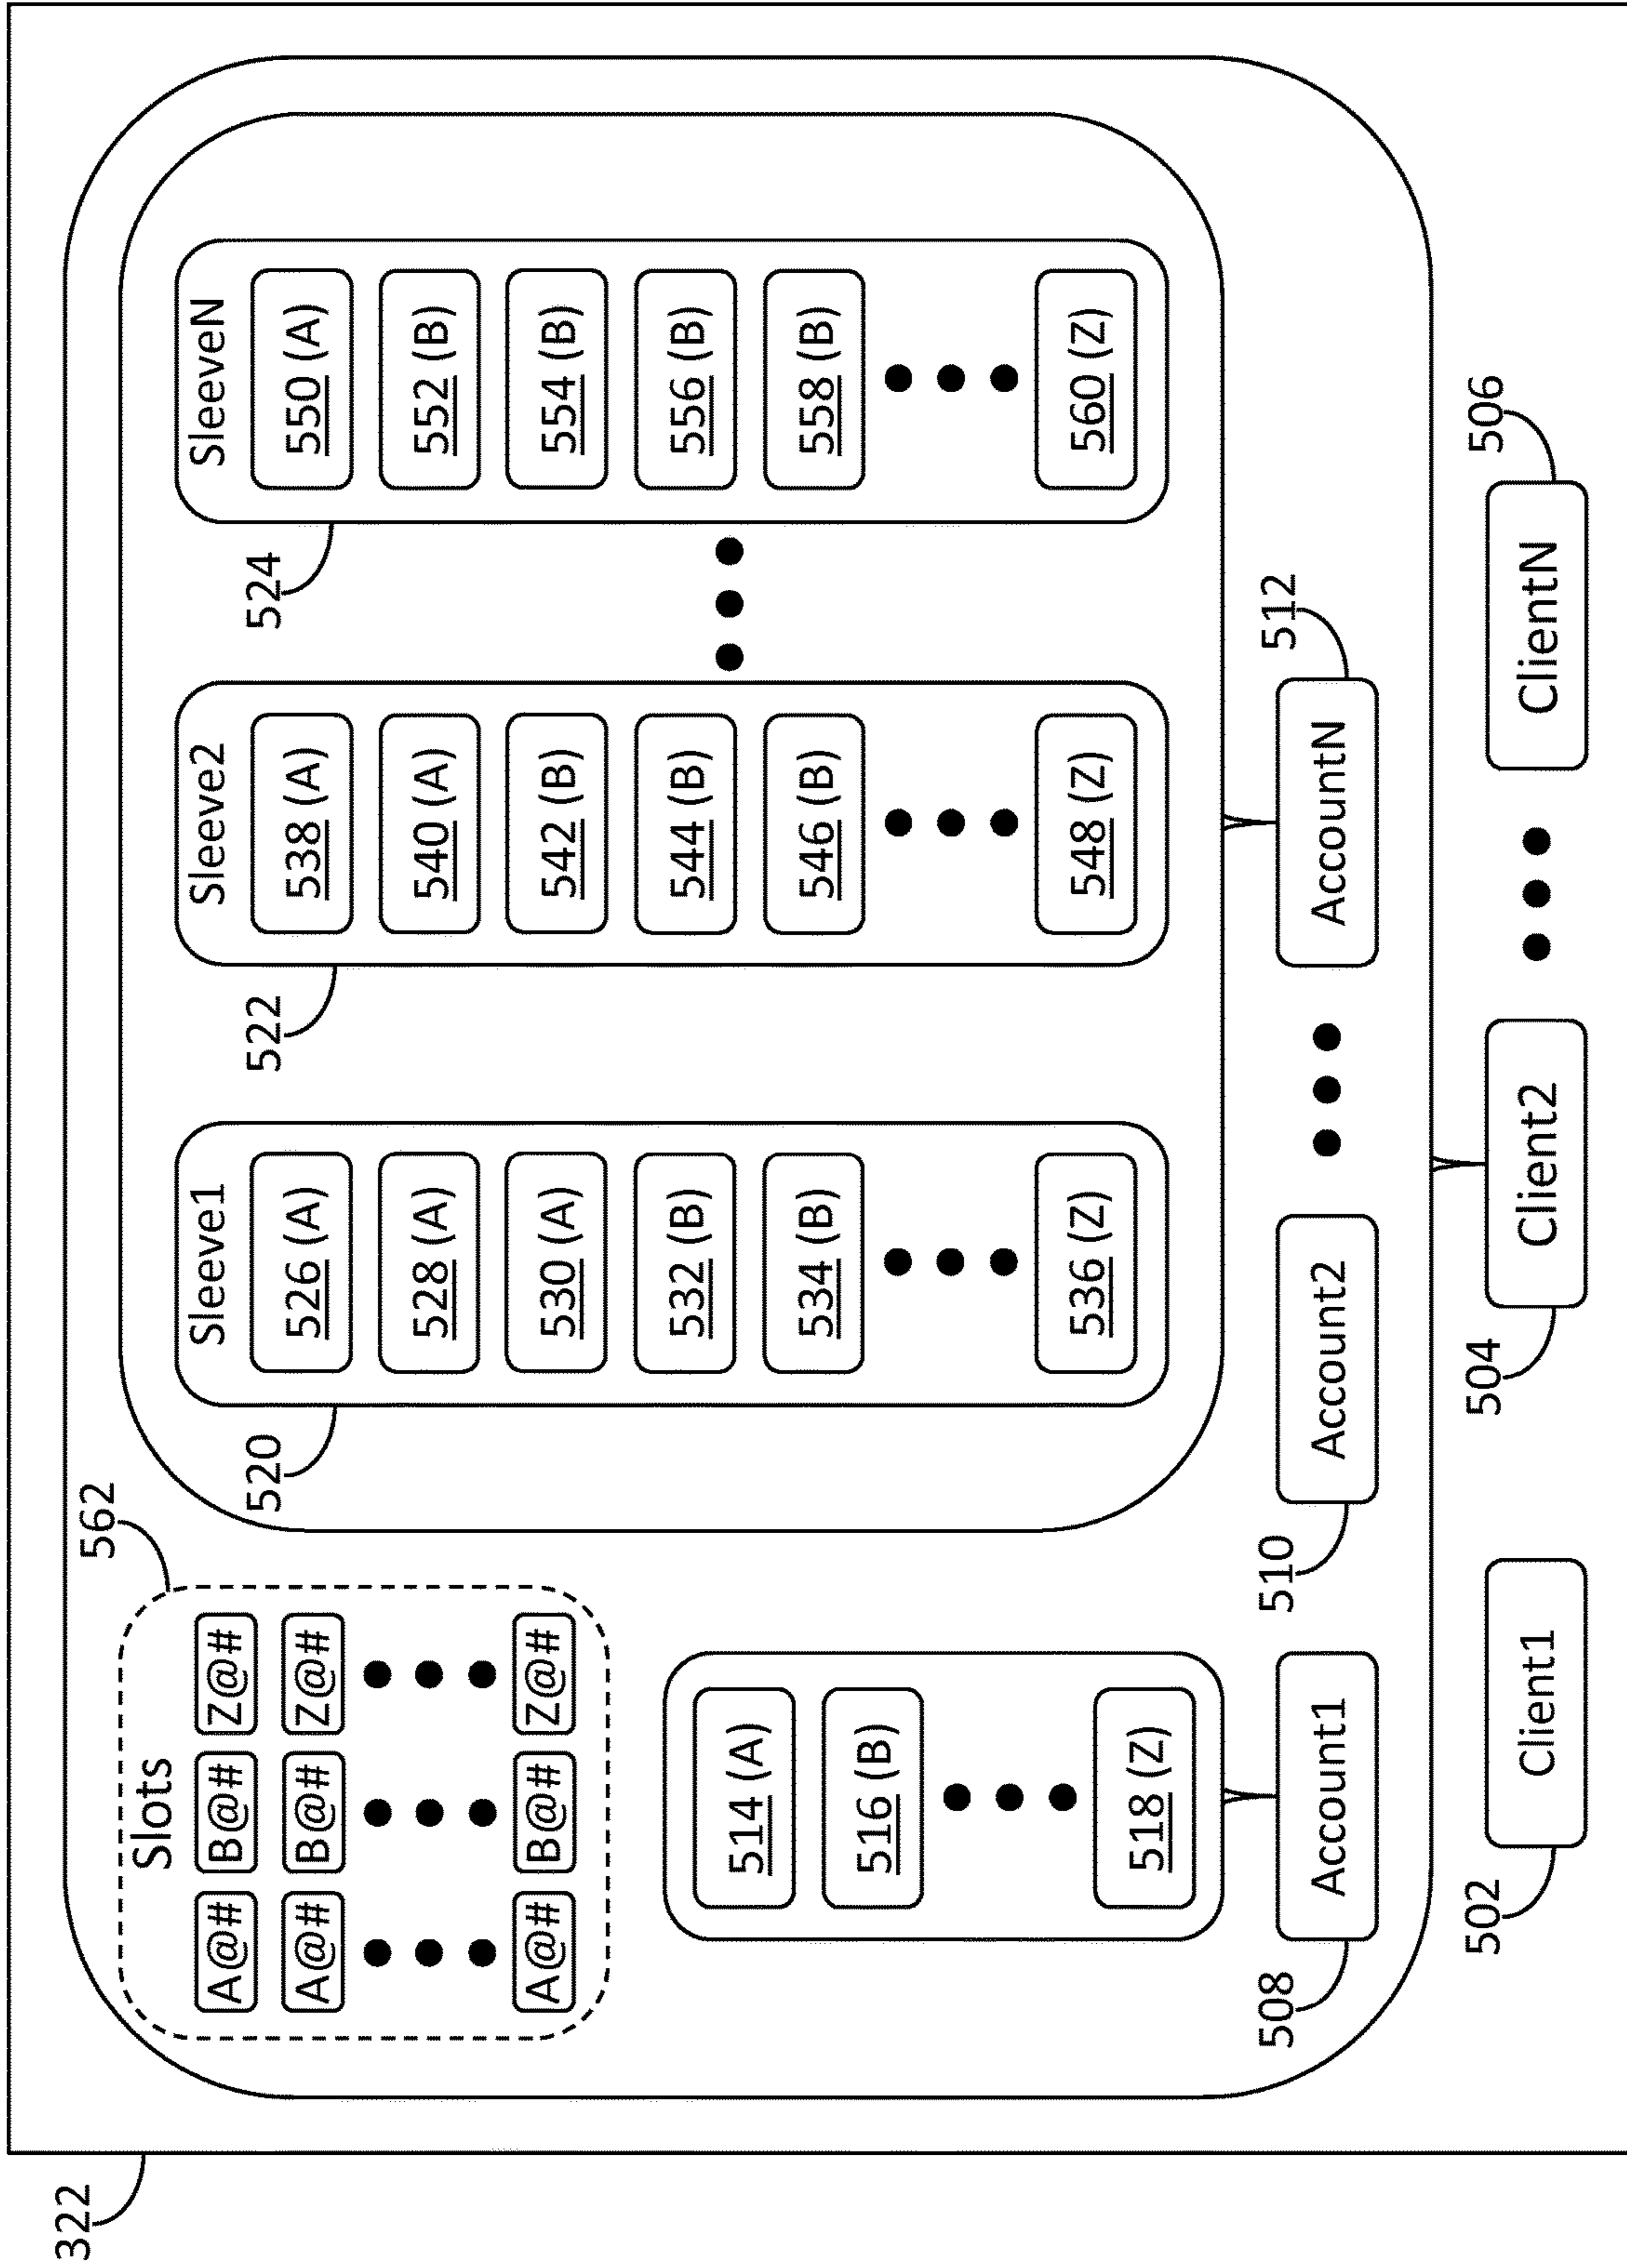 322
562
Slots
A@# B@# Z@#
A@# B@# Z@#
A@# B@# Z@#
514 (A)
516 (B)
518 (Z)
520
Sleeve1
526 (A)
528 (A)
530 (A)
532 (B)
534 (B)
536 (Z)
522
Sleeve2
538 (A)
540 (A)
542 (B)
544 (B)
546 (B)
548 (Z)
524
SleeveN
550 (A)
552 (B)
554 (B)
556 (B)
558 (B)
560 (Z)
508
Account1
510
Account2
512
AccountN
502
Client1
504
Client2
506
ClientN